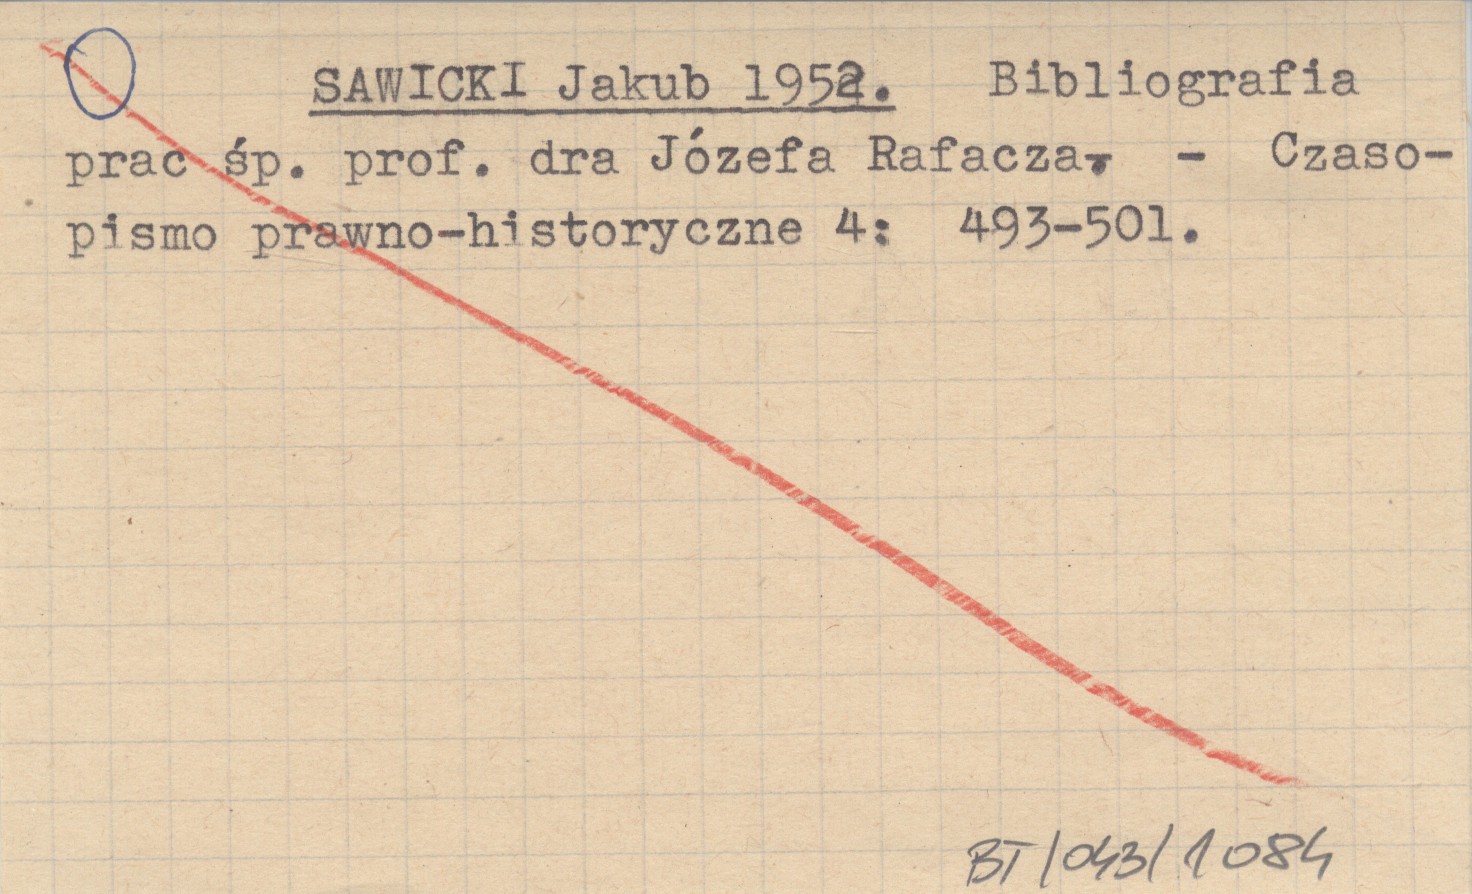 SAWICKI Jakub 1952. Bibliografia
prac śp. prof. dra Józefa Rafacza. - Czaso-
pismo prawno-historyczne 4: 493-501.
BT/043/1084